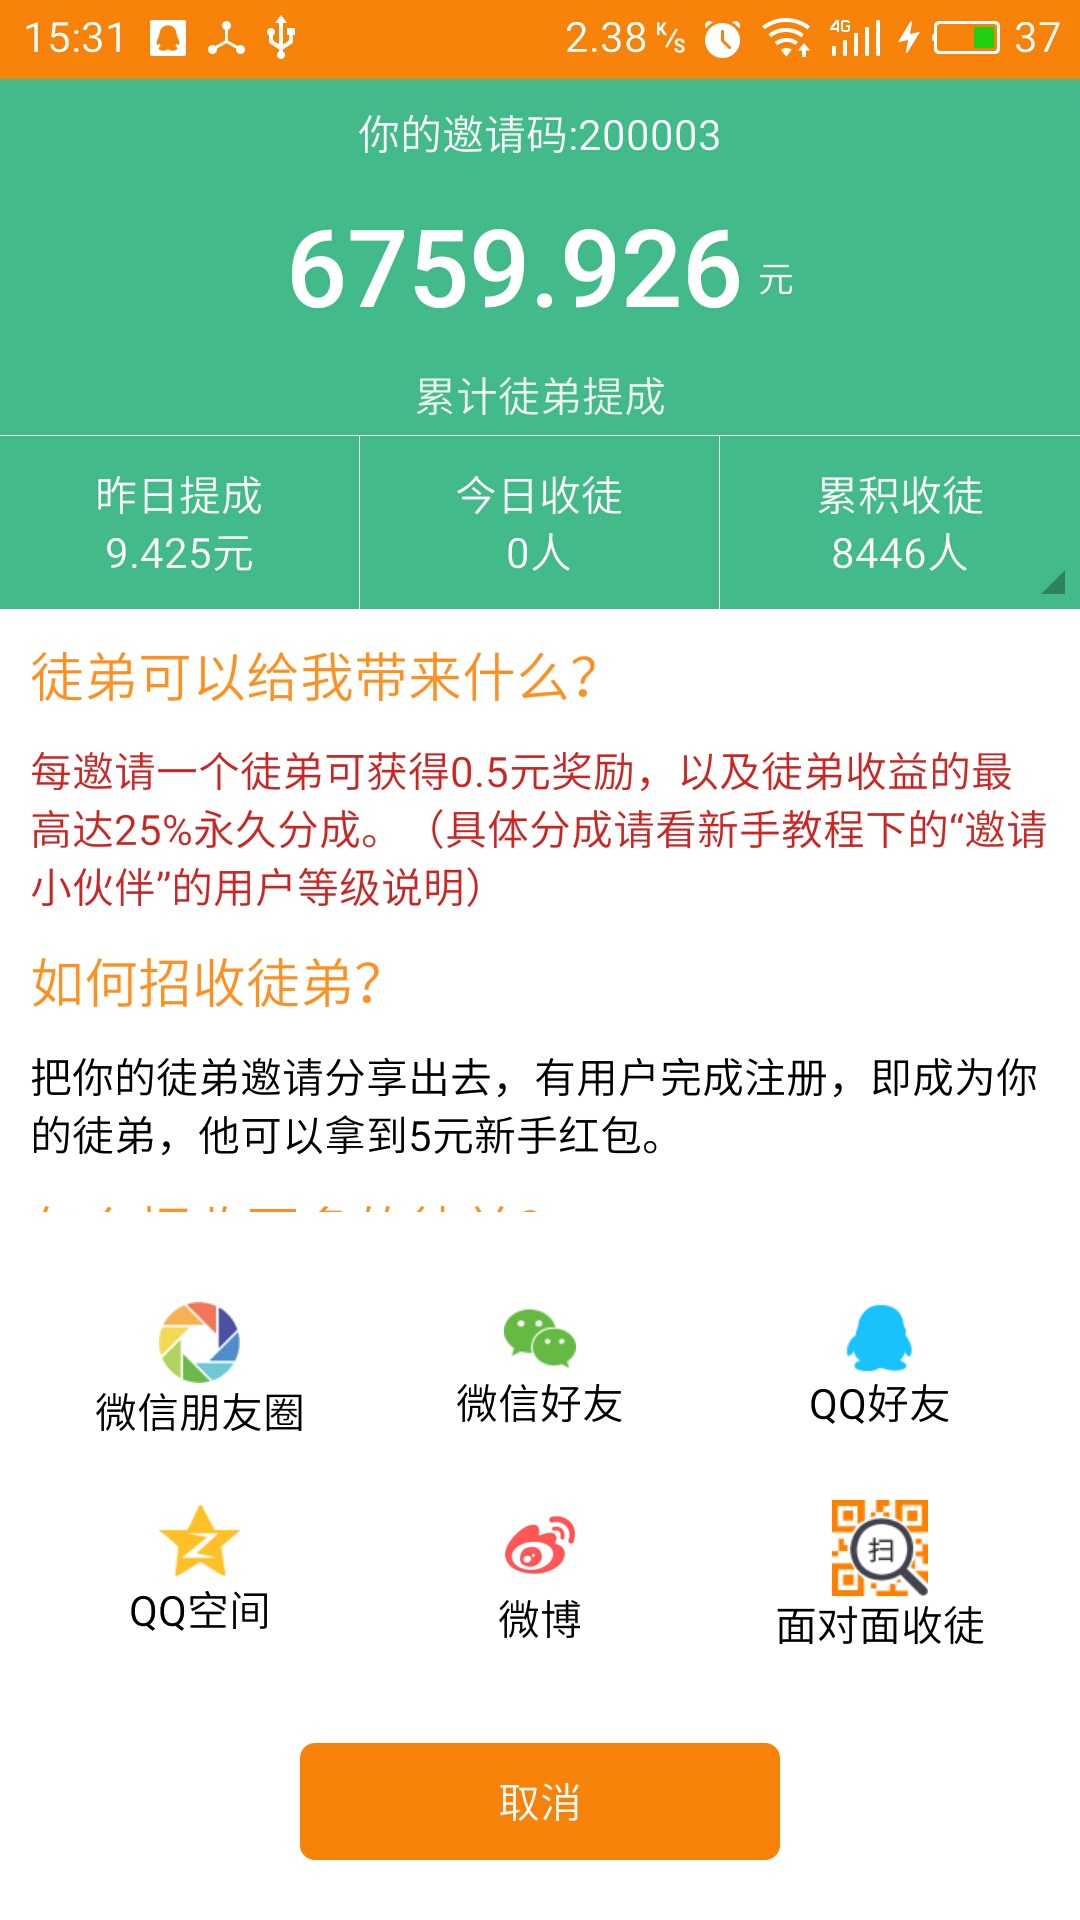 15:31
2.38 K/S
4G
37
你的邀请码:200003
6759.926 元
累计徒弟提成
昨日提成
9.425元
今日收徒
0人
累积收徒
8446人
徒弟可以给我带来什么？
每邀请一个徒弟可获得0.5元奖励，以及徒弟收益的最
高达25%永久分成。（具体分成请看新手教程下的“邀请
小伙伴”的用户等级说明）
如何招收徒弟？
把你的徒弟邀请分享出去，有用户完成注册，即成为你
的徒弟，他可以拿到5元新手红包。
微信朋友圈
微信好友
QQ好友
扫
QQ空间
微博
面对面收徒
取消